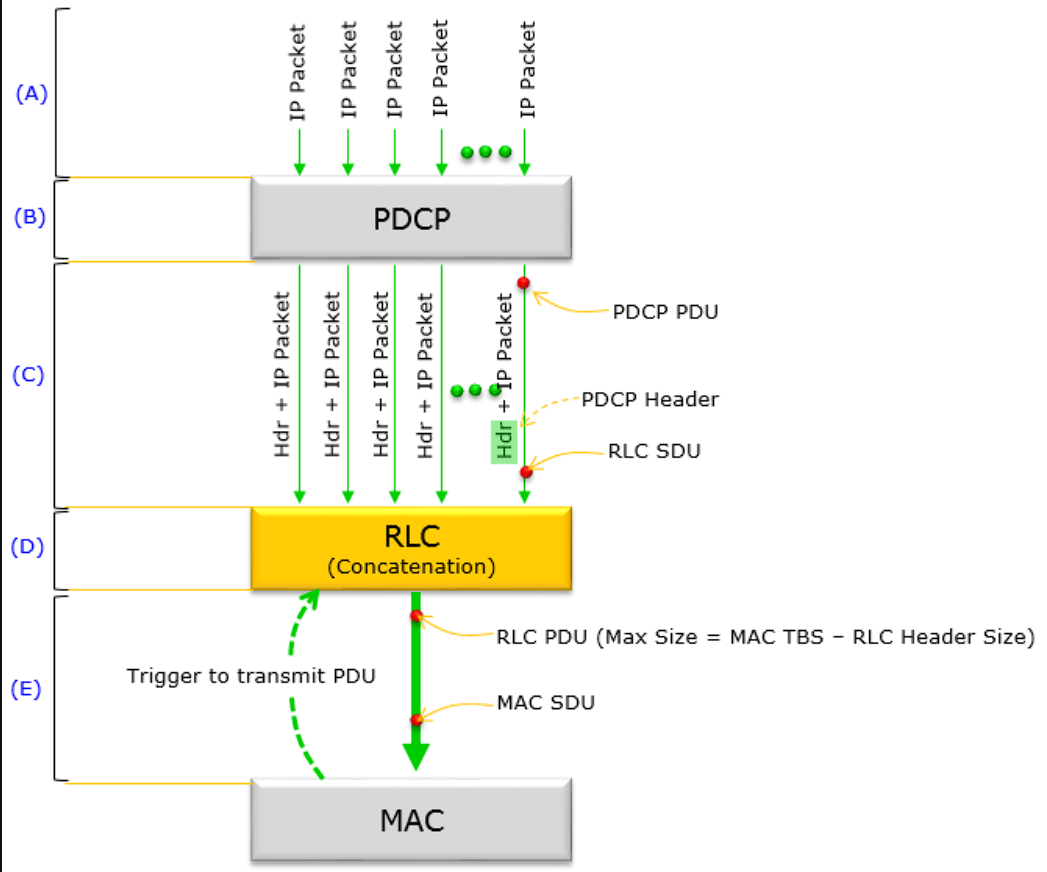 (A)
IP Packet
IP Packet
IP Packet
IP Packet
IP Packet
(B)
PDCP
(C)
Hdr + IP Packet
Hdr + IP Packet
Hdr + IP Packet
Hdr + IP Packet
Hdr + IP Packet
PDCP PDU
PDCP Header
RLC SDU
(D)
RLC
(Concatenation)
(E)
Trigger to transmit PDU
RLC PDU (Max Size = MAC TBS – RLC Header Size)
MAC SDU
MAC